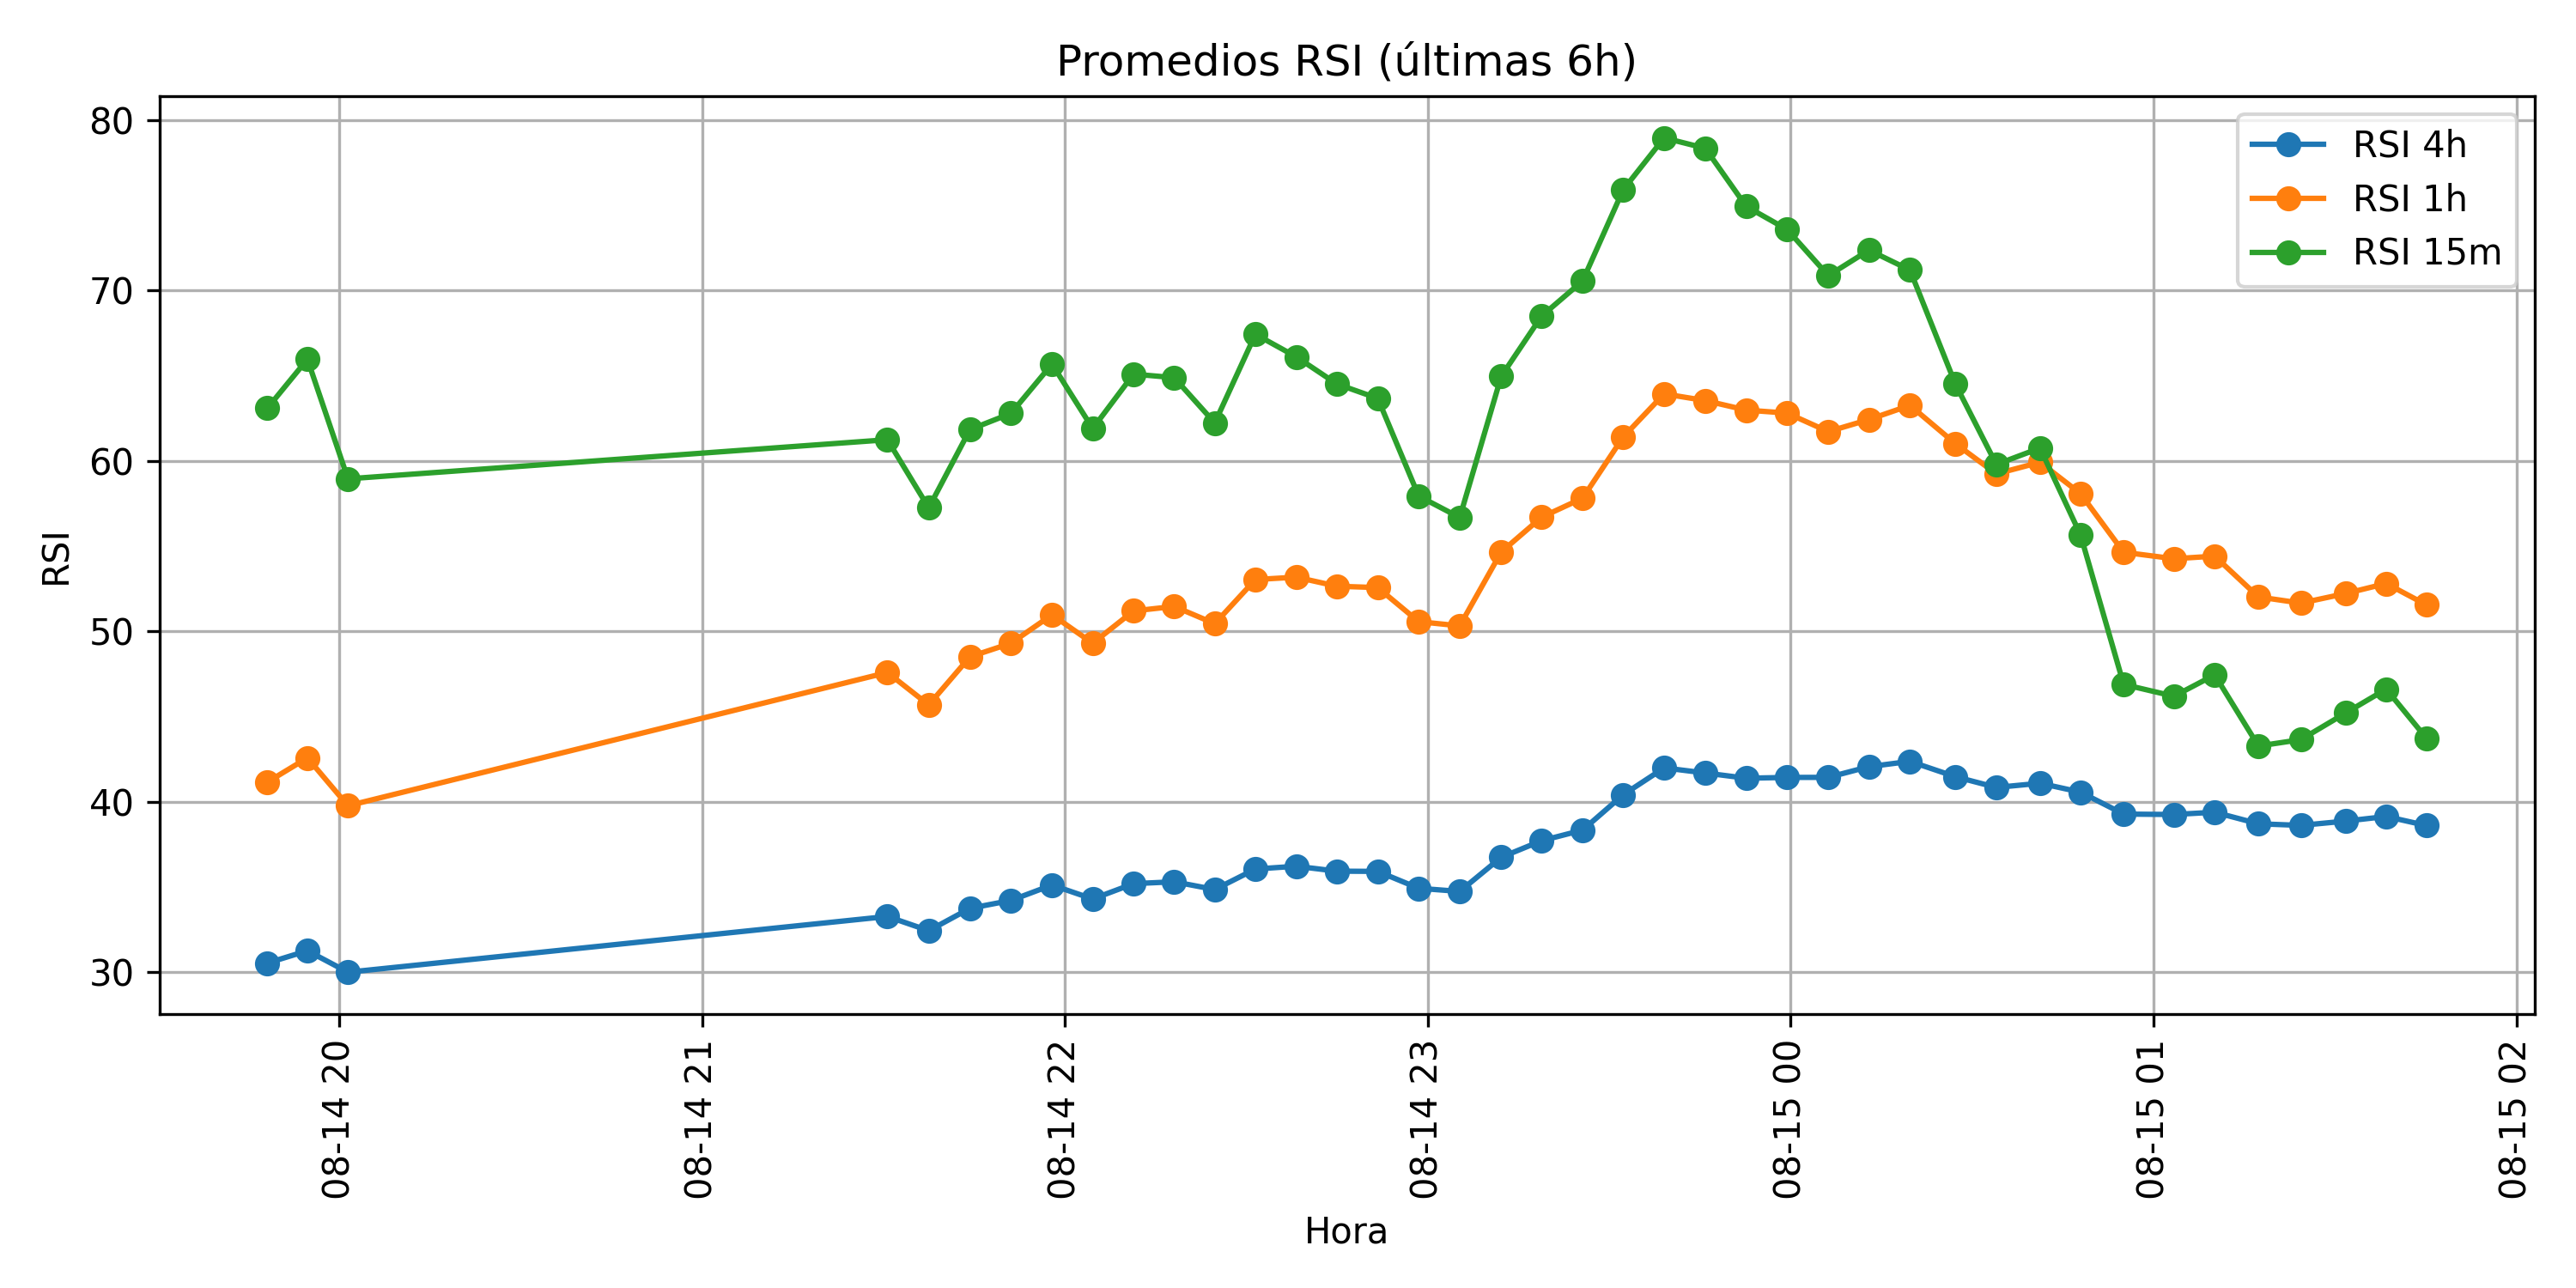 Promedios RSI (últimas 6h)
80
70
60
50
40
30
RSI
RSI 4h
RSI 1h
RSI 15m
08-14 20
08-14 21
08-14 22
08-14 23
08-15 00
08-15 01
08-15 02
Hora